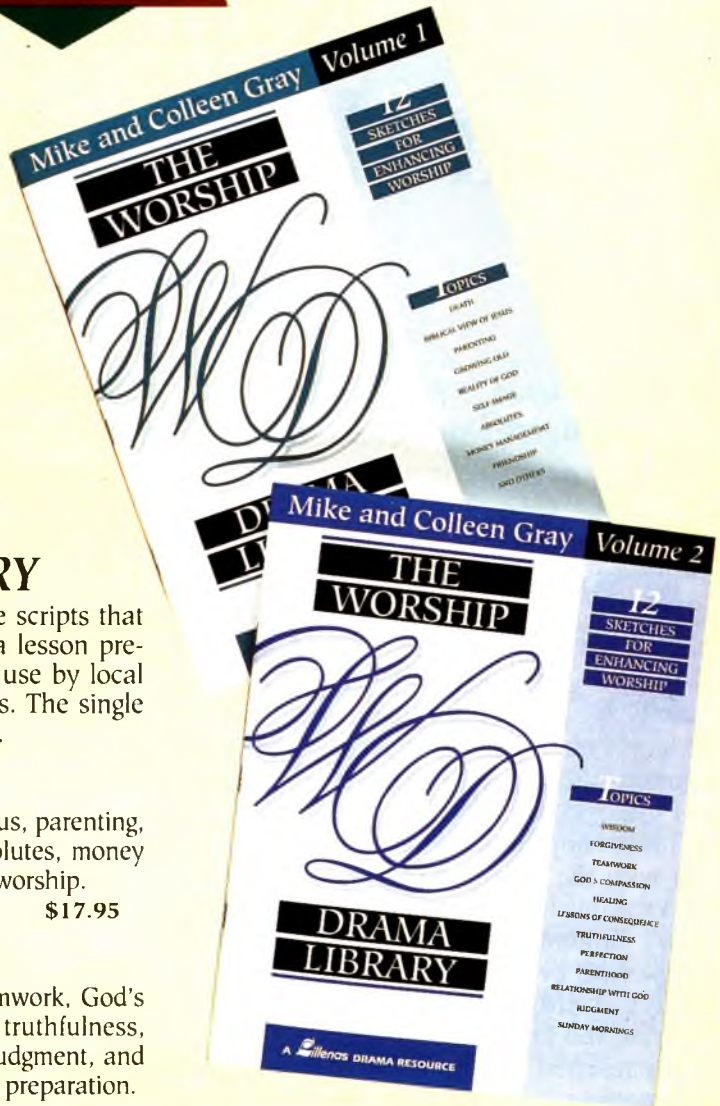 Mike and Colleen Gray Volume 1
THE
WORSHIP
12
SKETCHES
FOR
ENHANCING
WORSHIP
TOPICS
DEATH
BIBLICAL VIEW OF JESUS
PARENTING
GROWING OLD
REALITY OF GOD
SELF-IMAGE
ABSOLUTES
MONEY MANAGEMENT
FRIENDSHIP
AND OTHERS
WD
Mike and Colleen Gray Volume 2
THE
WORSHIP
WD
DRAMA
LIBRARY
A Lillenas DRAMA RESOURCE
12
SKETCHES
FOR
ENHANCING
WORSHIP
TOPICS
WISDOM
FORGIVENESS
TEAMWORK
GOD'S COMPASSION
HEALING
LESSONS OF CONSEQUENCE
TRUTHFULNESS
PERFECTION
PARENTHOOD
RELATIONSHIP WITH GOD
JUDGMENT
SUNDAY MORNINGS
RY
e scripts that
a lesson pre-
use by local
s. The single
us, parenting,
olutes, money
worship.
$17.95
mwork, God's
truthfulness,
udgment, and
preparation.